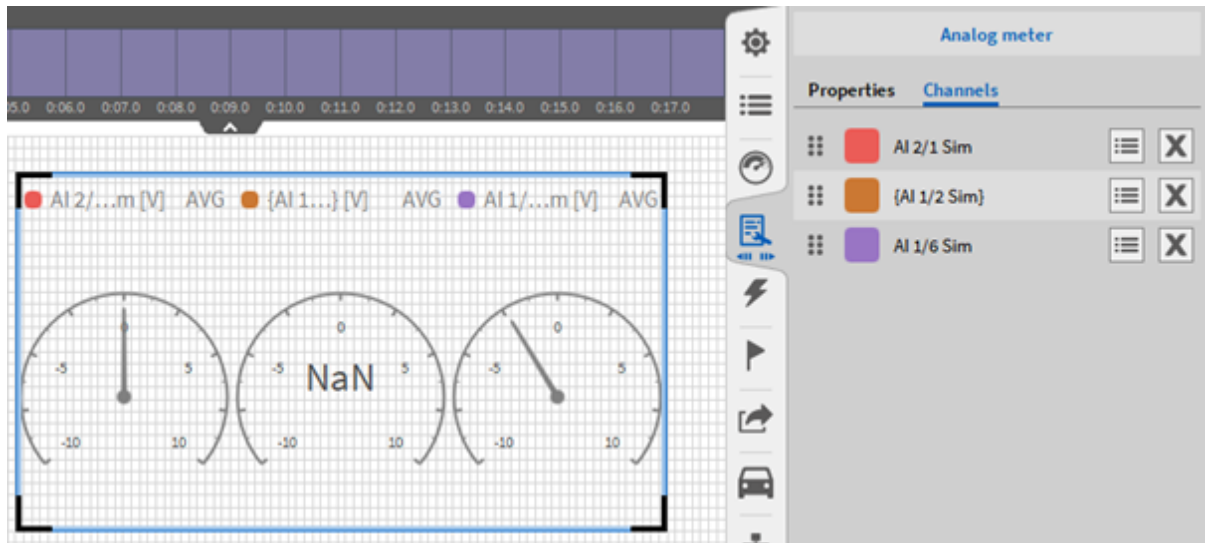 5.0 0:06.0 0:07.0 0:08.0 0:09.0 0:10.0 0:11.0 0:12.0 0:13.0 0:14.0 0:15.0 0:16.0 0:17.0
AI 2/...m [V] AVG {AI 1...} [V] AVG AI 1/...m [V] AVG
0
-5 5
-10 10
0
-5 NaN 5
-10 10
0
-5 5
-10 10
Analog meter
Properties Channels
AI 2/1 Sim
{AI 1/2 Sim}
AI 1/6 Sim